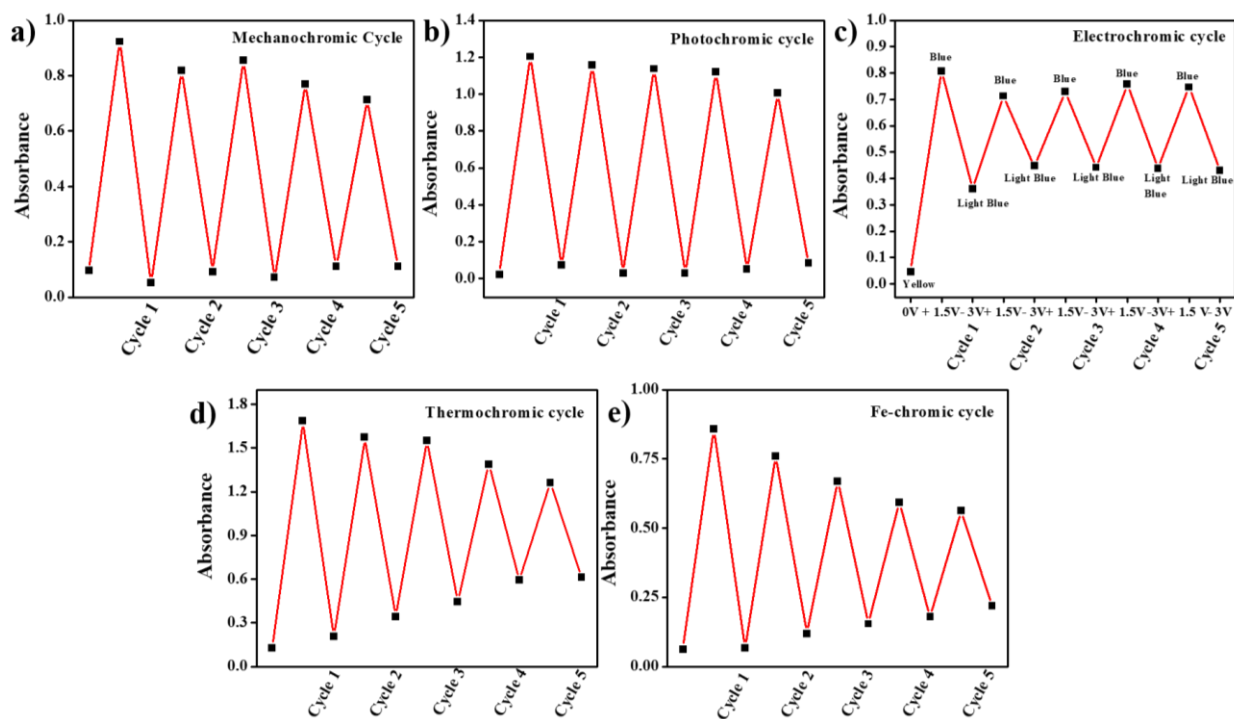 a)
Mechanochromic Cycle
Absorbance
1.0
0.8
0.6
0.4
0.2
0.0
Cycle 1
Cycle 2
Cycle 3
Cycle 4
Cycle 5
b)
Photochromic cycle
Absorbance
1.4
1.2
1.0
0.8
0.6
0.4
0.2
0.0
Cycle 1
Cycle 2
Cycle 3
Cycle 4
Cycle 5
c)
Electrochromic cycle
Absorbance
1.0
0.9
0.8
0.7
0.6
0.5
0.4
0.3
0.2
0.1
0.0
Blue
Blue
Blue
Blue
Blue
Light Blue
Light Blue
Light Blue
Light
Blue
Light Blue
Yellow
0V + 1.5V- 3V+ 1.5V- 3V+ 1.5V -3V+ 1.5V-3V+ 1.5 V-3V
Cycle 1
Cycle 2
Cycle 3
Cycle 4
Cycle 5
d)
Thermochromic cycle
Absorbance
1.8
1.5
1.2
0.9
0.6
0.3
0.0
Cycle 1
Cycle 2
Cycle 3
Cycle 4
Cycle 5
e)
Fe-chromic cycle
Absorbance
1.00
0.75
0.50
0.25
0.00
Cycle 1
Cycle 2
Cycle 3
Cycle 4
Cycle 5